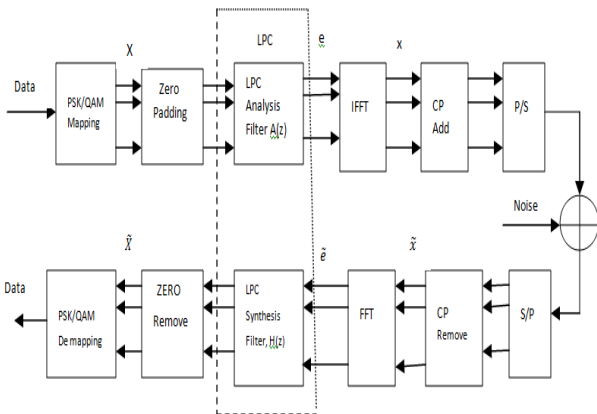 X
LPC
e
x
Data
PSK/QAM
Mapping
Zero
Padding
LPC
Analysis
Filter A(z)
IFFT
CP
Add
P/S
Noise
X̃
ẽ
x̃
Data
PSK/QAM
De mapping
ZERO
Remove
LPC
Synthesis
Filter, H(z)
FFT
CP
Remove
S/P